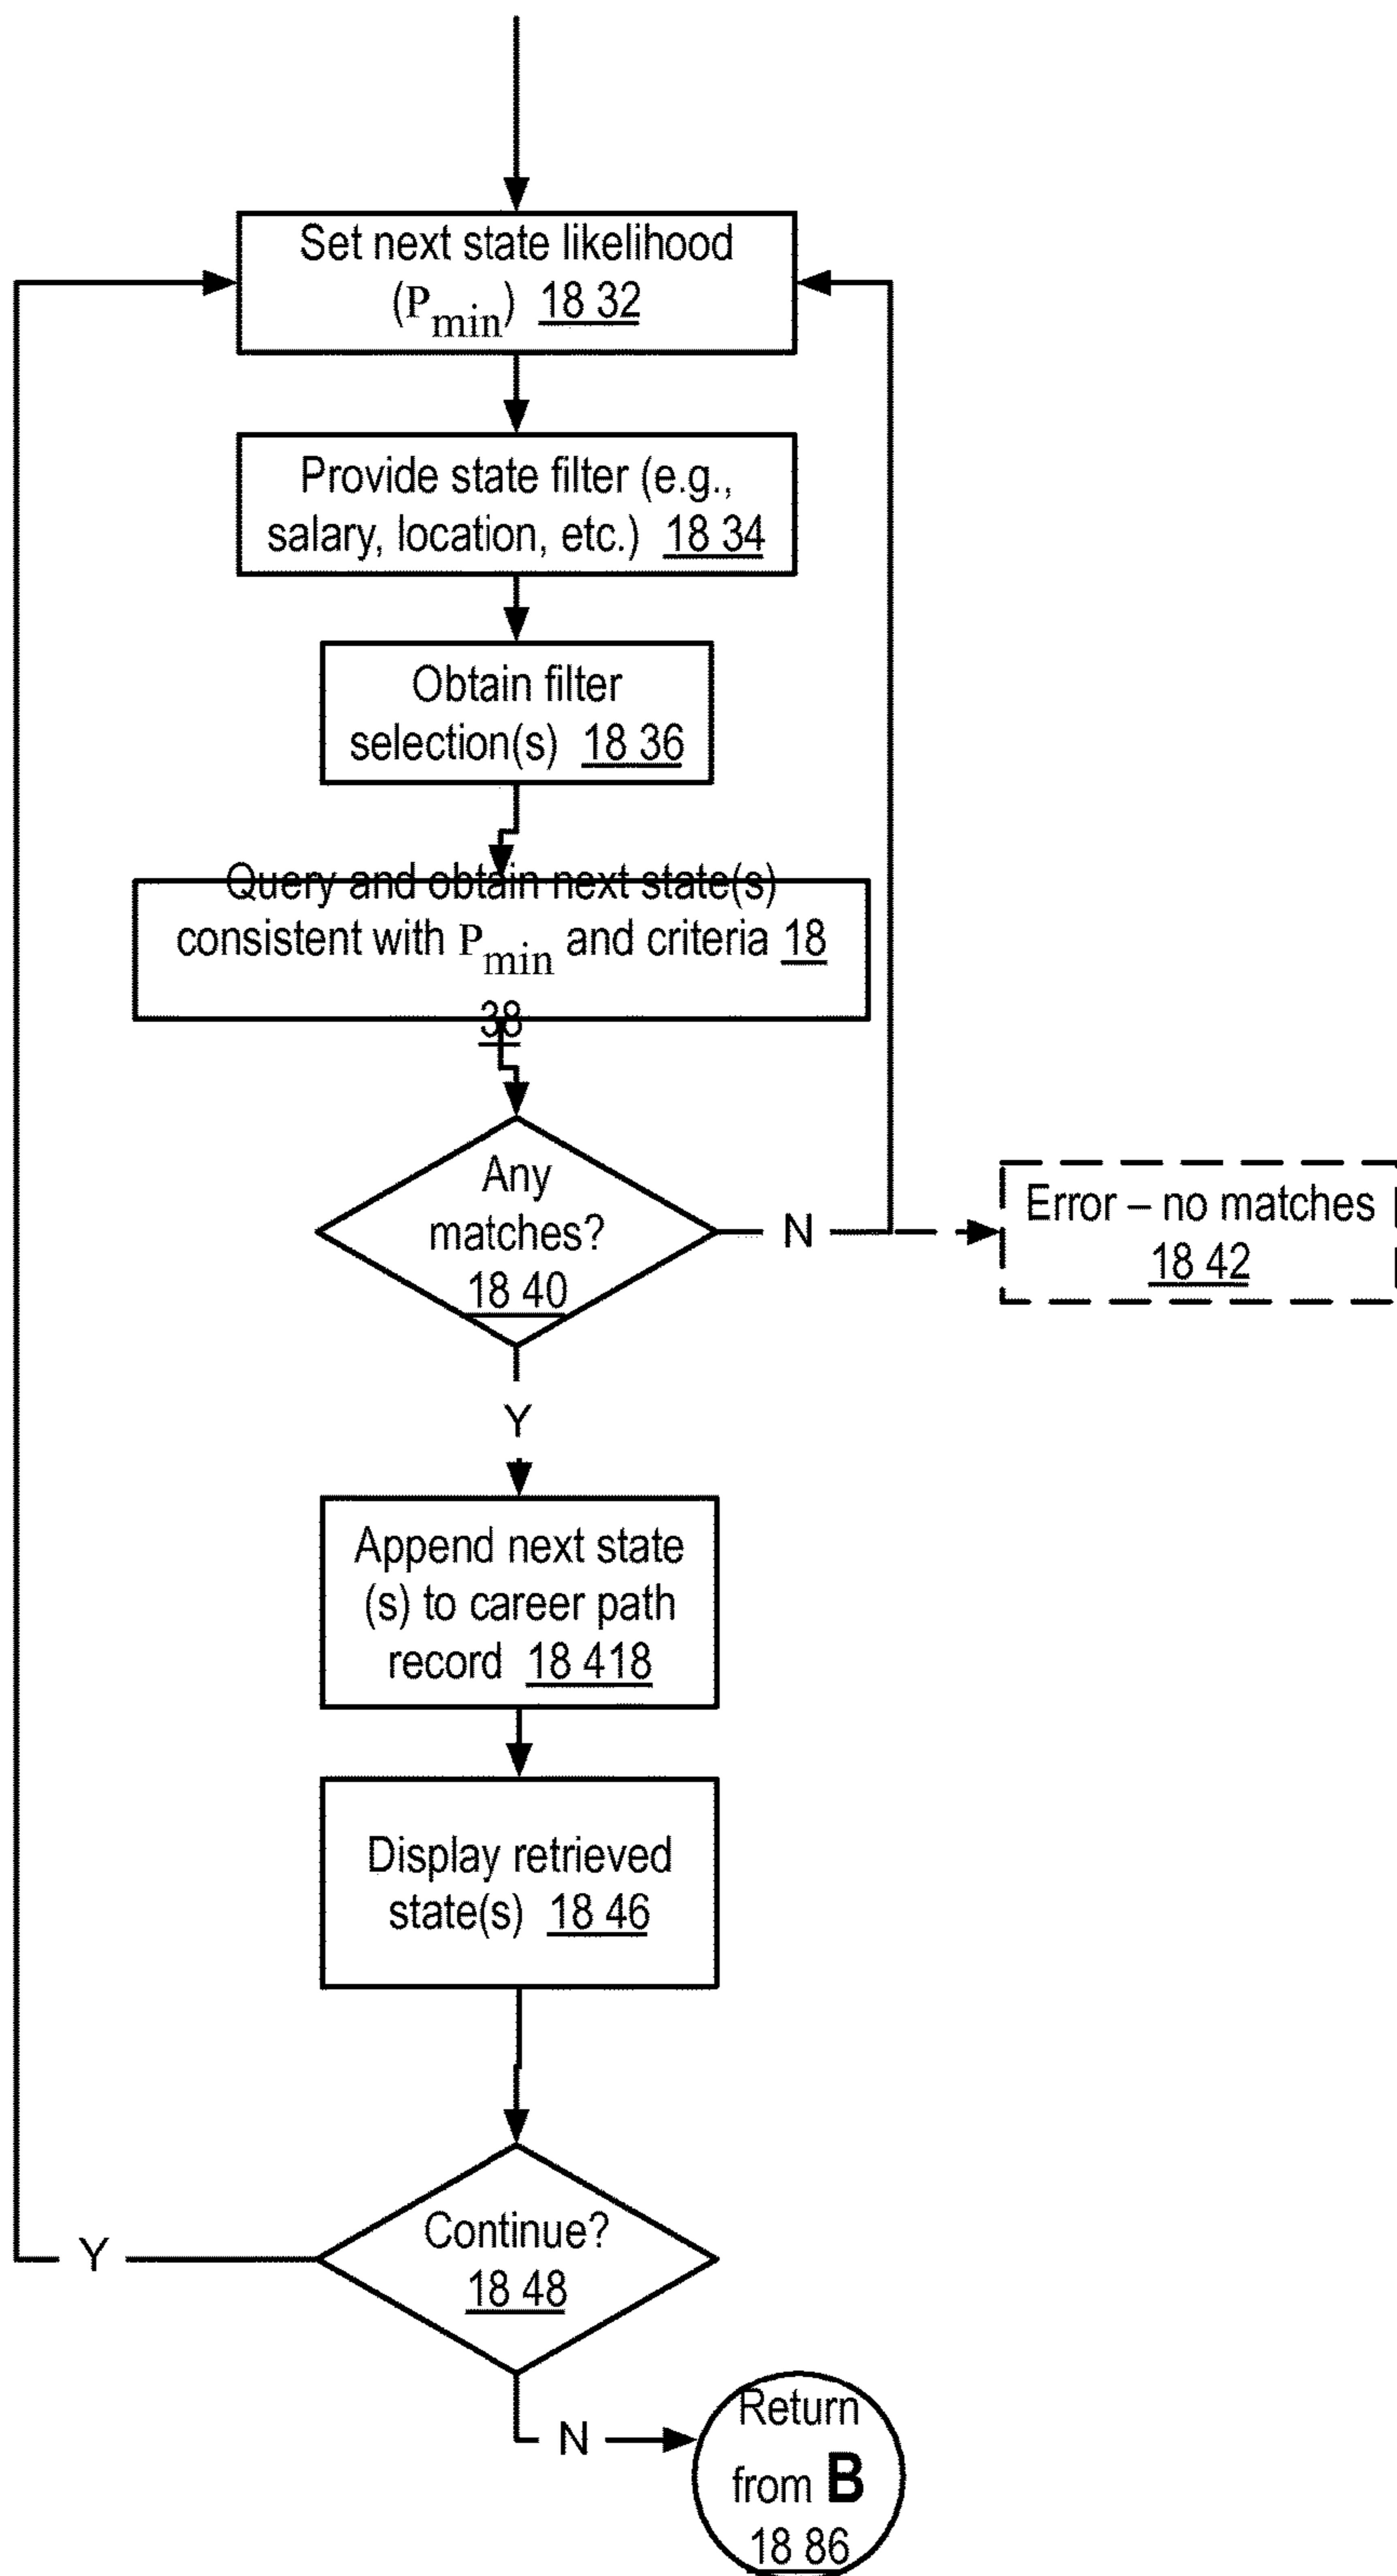 Set next state likelihood
(Pmin) 18 32
Provide state filter (e.g.,
salary, location, etc.) 18 34
Obtain filter
selection(s) 18 36
Query and obtain next state(s)
consistent with Pmin and criteria 18
38
Any
matches?
18 40
N
Error – no matches
18 42
Y
Append next state
(s) to career path
record 18 418
Display retrieved
state(s) 18 46
Continue?
18 48
Y
N
Return
from B
18 86